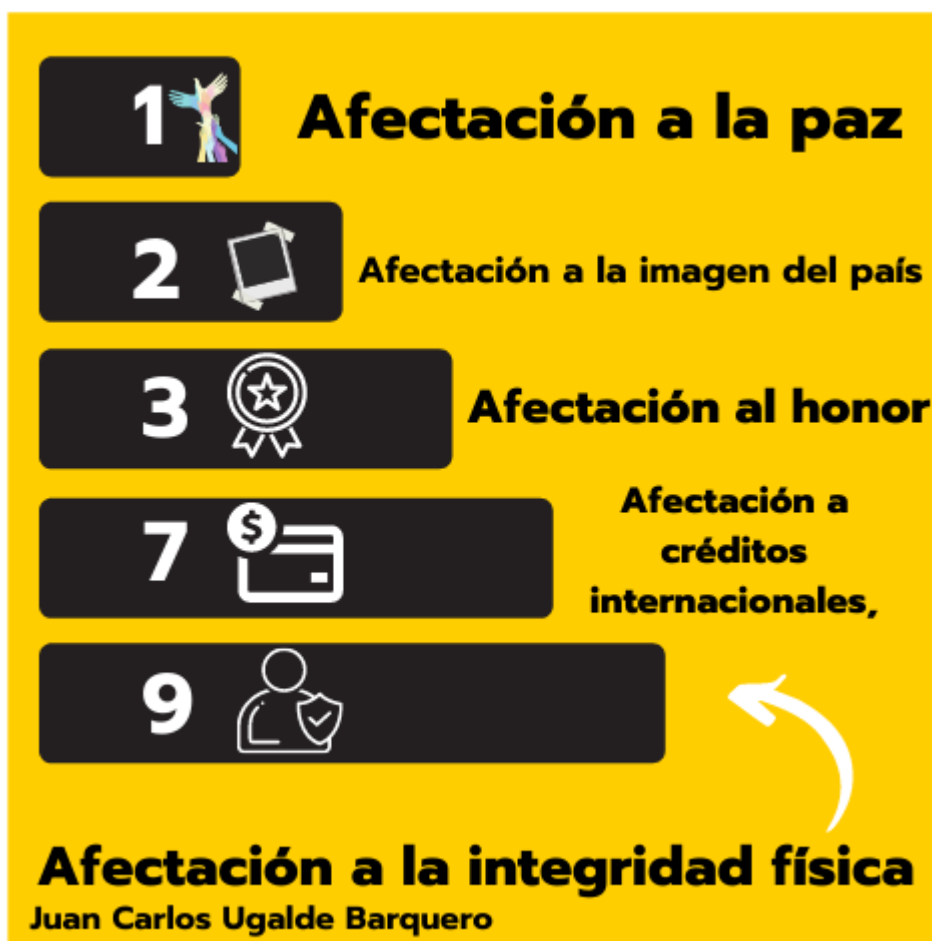 1 Afectación a la paz
2 Afectación a la imagen del país
3 Afectación al honor
7 Afectación a
créditos
internacionales,
9
Afectación a la integridad física
Juan Carlos Ugalde Barquero